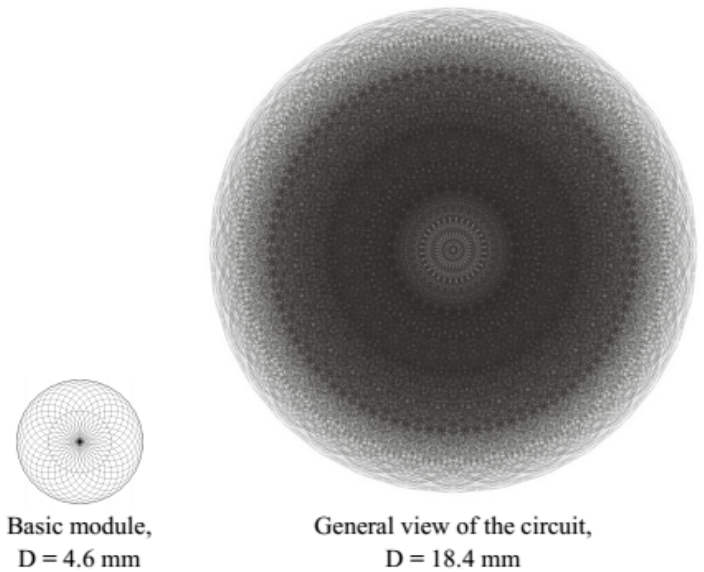 Basic module,
D = 4.6 mm
General view of the circuit,
D = 18.4 mm